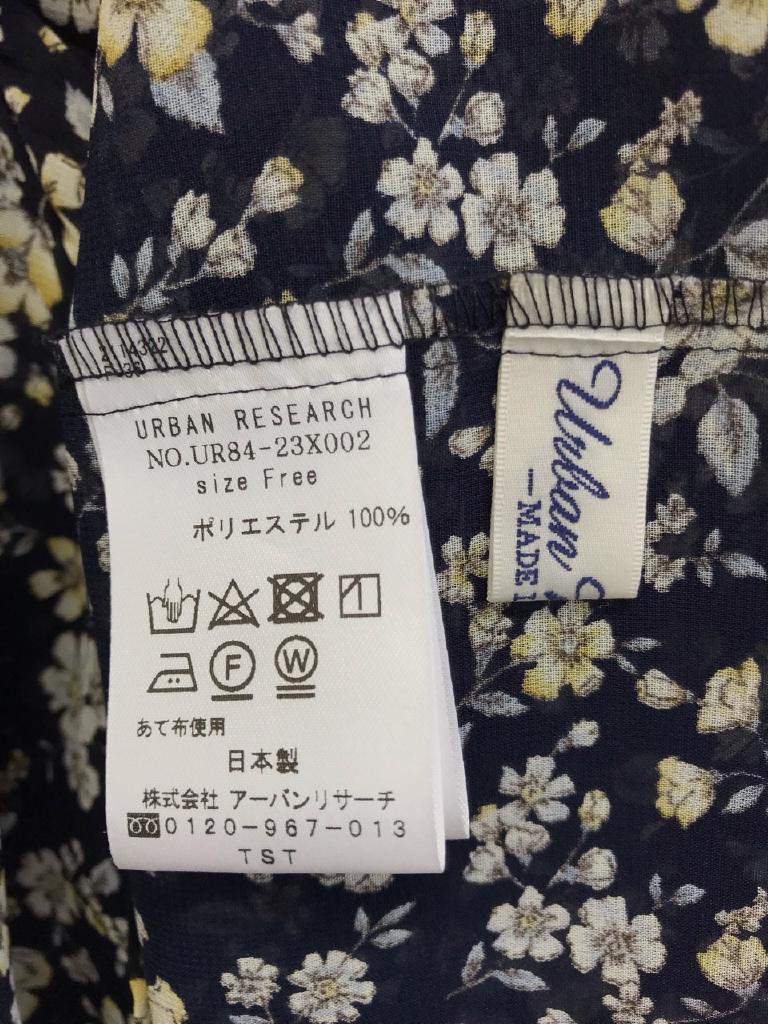 URBAN RESEARCH
NO.UR84-23X002
size Free
ポリエステル 100%
F
W
あて布使用
日本製
株式会社 アーバンリサーチ
0120-967-013
TST
Urban
MADE